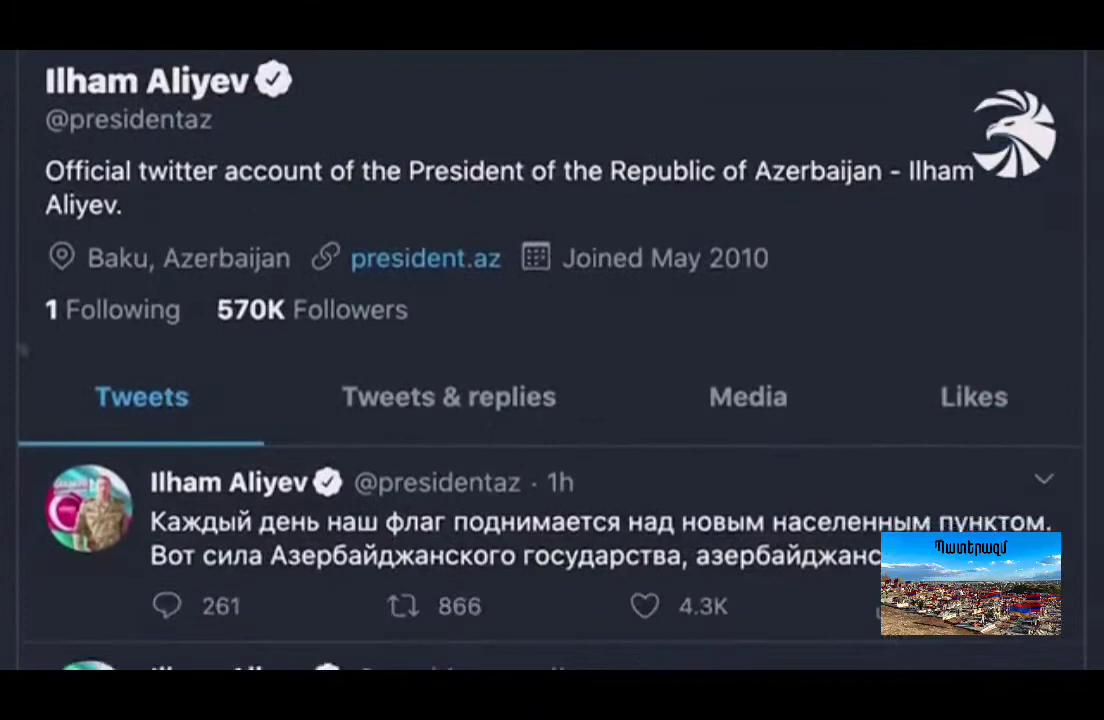 Ilham Aliyev
@presidentaz
Official twitter account of the President of the Republic of Azerbaijan - Ilham
Aliyev.
Baku, Azerbaijan president.az Joined May 2010
1 Following 570K Followers
Tweets Tweets & replies Media Likes
Ilham Aliyev @presidentaz · 1h
Каждый день наш флаг поднимается над новым населенным пунктом.
Вот сила Азербайджанского государства, азербайджанс
Պատերազմ
261 866 4.3K